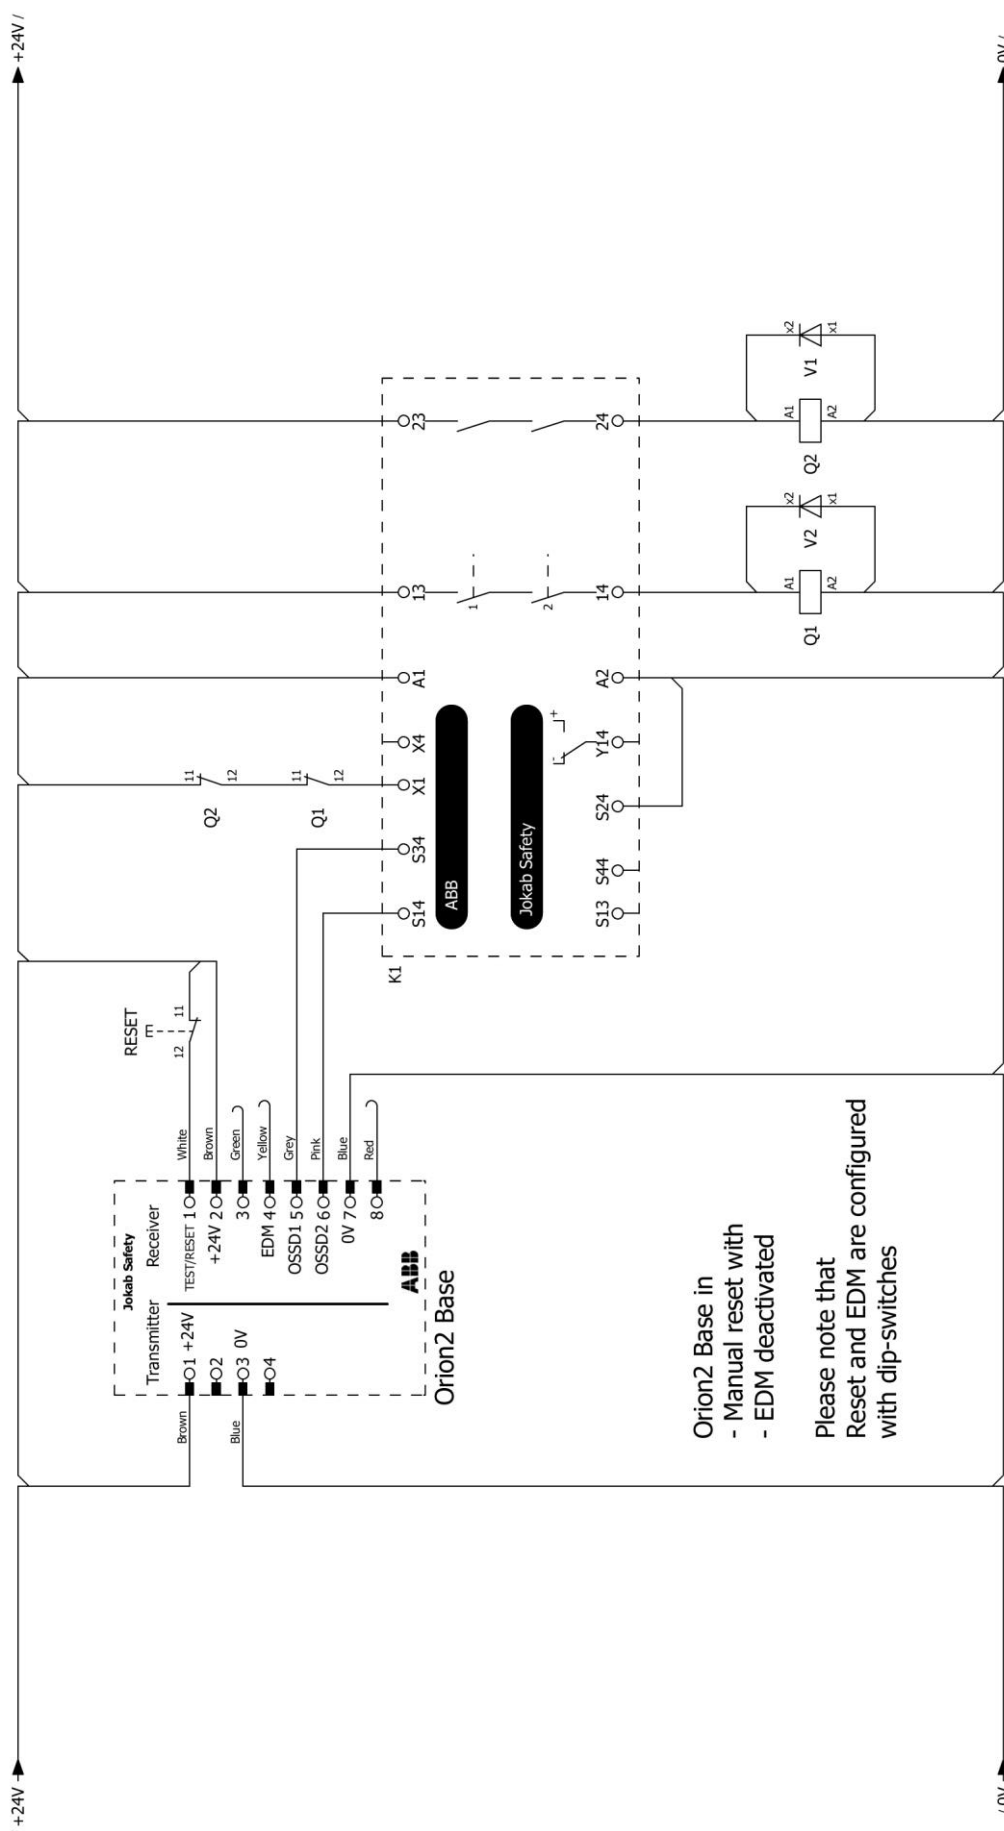 +24V
+24V /
Brown
Blue
Transmitter
1 +24V
2
3 0V
4
Jokab Safety
Receiver
TEST/RESET 1
+24V 2
3
EDM 4
OSSD1 5
OSSD2 6
0V 7
8
ABB
Orion2 Base
White
Brown
Green
Yellow
Grey
Pink
Blue
Red
RESET
E
12
11
Q2
11
12
Q1
11
12
K1
S14
S34
X1
X4
A1
13
23
ABB
Jokab Safety
1
2
- +
S13
S44
S24
Y14
A2
14
24
Q1
A1
A2
V2
x2
x1
Q2
A1
A2
V1
x2
x1
Orion2 Base in
- Manual reset with
- EDM deactivated
Please note that
Reset and EDM are configured
with dip-switches
/ 0V
0V /